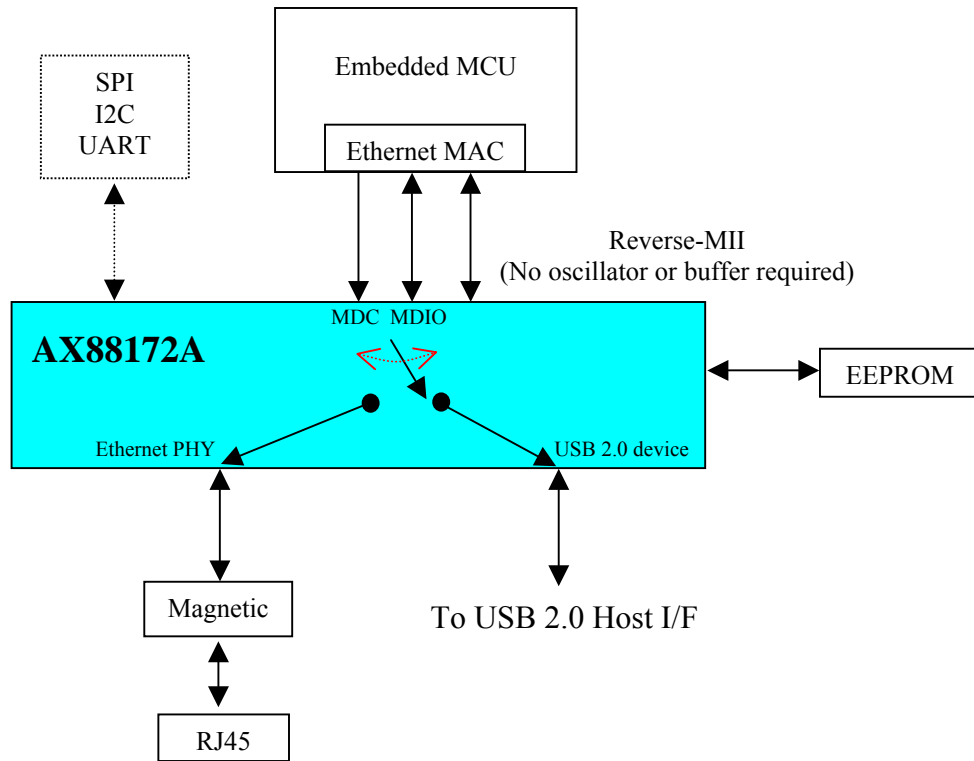 SPI
I2C
UART
Embedded MCU
Ethernet MAC
Reverse-MII
(No oscillator or buffer required)
MDC MDIO
AX88172A
EEPROM
Ethernet PHY
USB 2.0 device
Magnetic
To USB 2.0 Host I/F
RJ45